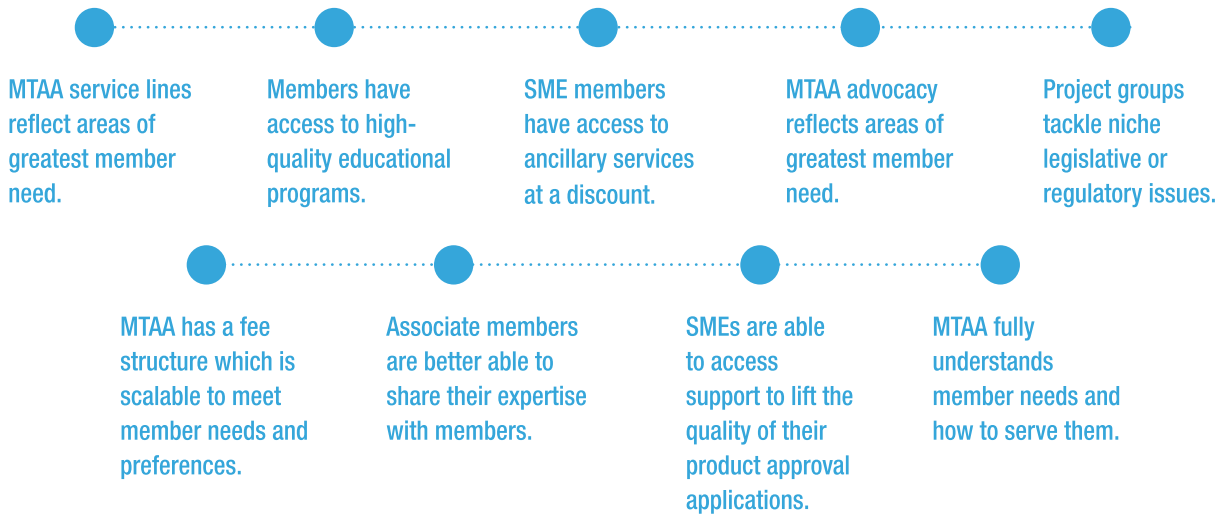 MTAA service lines
reflect areas of
greatest member
need.
Members have
access to high-
quality educational
programs.
SME members
have access to
ancillary services
at a discount.
MTAA advocacy
reflects areas of
greatest member
need.
Project groups
tackle niche
legislative or
regulatory issues.
MTAA has a fee
structure which is
scalable to meet
member needs and
preferences.
Associate members
are better able to
share their expertise
with members.
SMEs are able
to access
support to lift the
quality of their
product approval
applications.
MTAA fully
understands
member needs and
how to serve them.